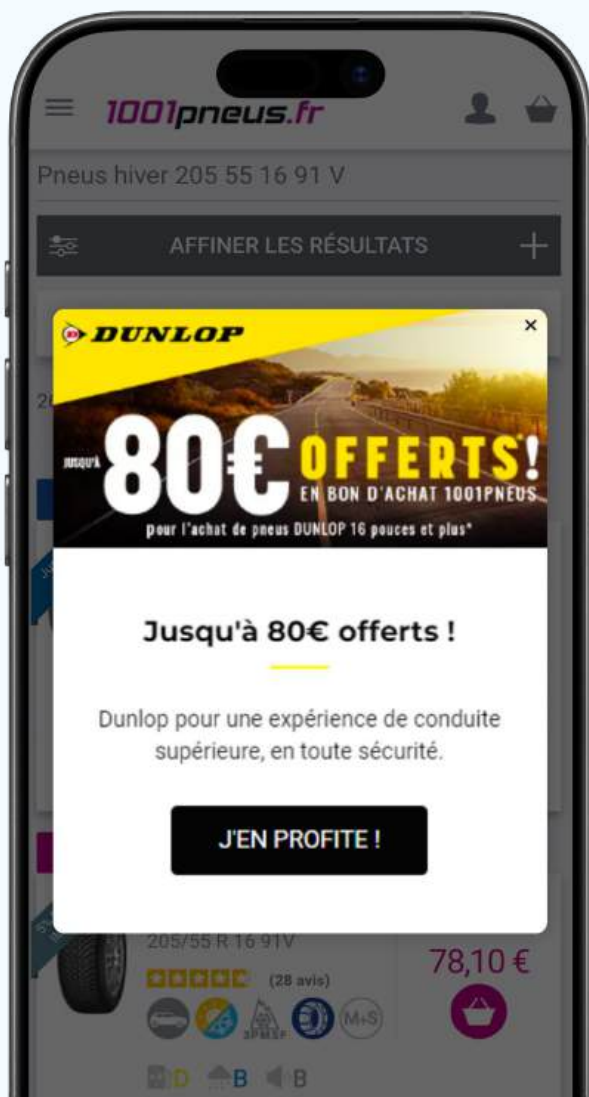 1001pneus.fr
Pneus hiver 205 55 16 91 V
AFFINER LES RÉSULTATS
DUNLOP
JUSQU'À 80€ OFFERTS*!
EN BON D'ACHAT 1001PNEUS
pour l'achat de pneus DUNLOP 16 pouces et plus*
Jusqu'à 80€ offerts !
Dunlop pour une expérience de conduite
supérieure, en toute sécurité.
J'EN PROFITE !
205/55 R 16 91V
(28 avis)
78,10 €
3PMSF
M+S
D B B